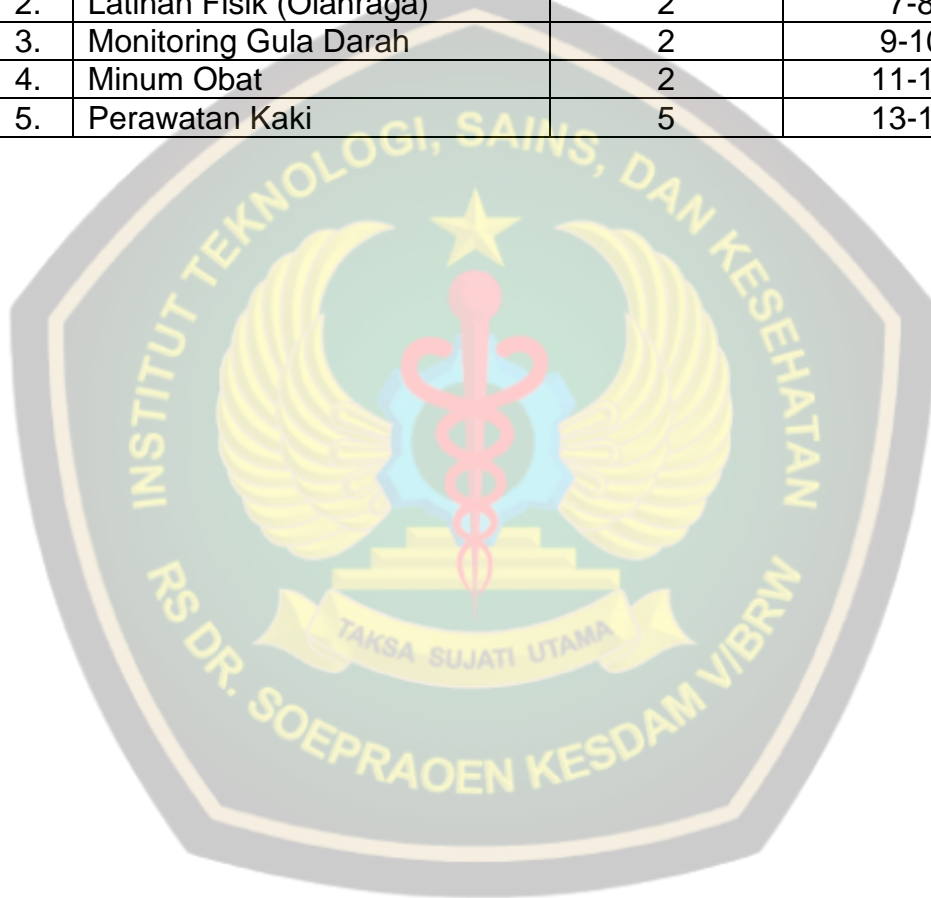 2. Latihan Fisik (Olahraga) 2 7-8
3. Monitoring Gula Darah 2 9-10
4. Minum Obat 2 11-1
5. Perawatan Kaki 5 13-1
INSTITUT TEKNOLOGI, SAINS, DAN KESEHATAN
TAKSA SUJATI UTAMA
RS DR. SOEPRAOEN KESDAM V/BRW